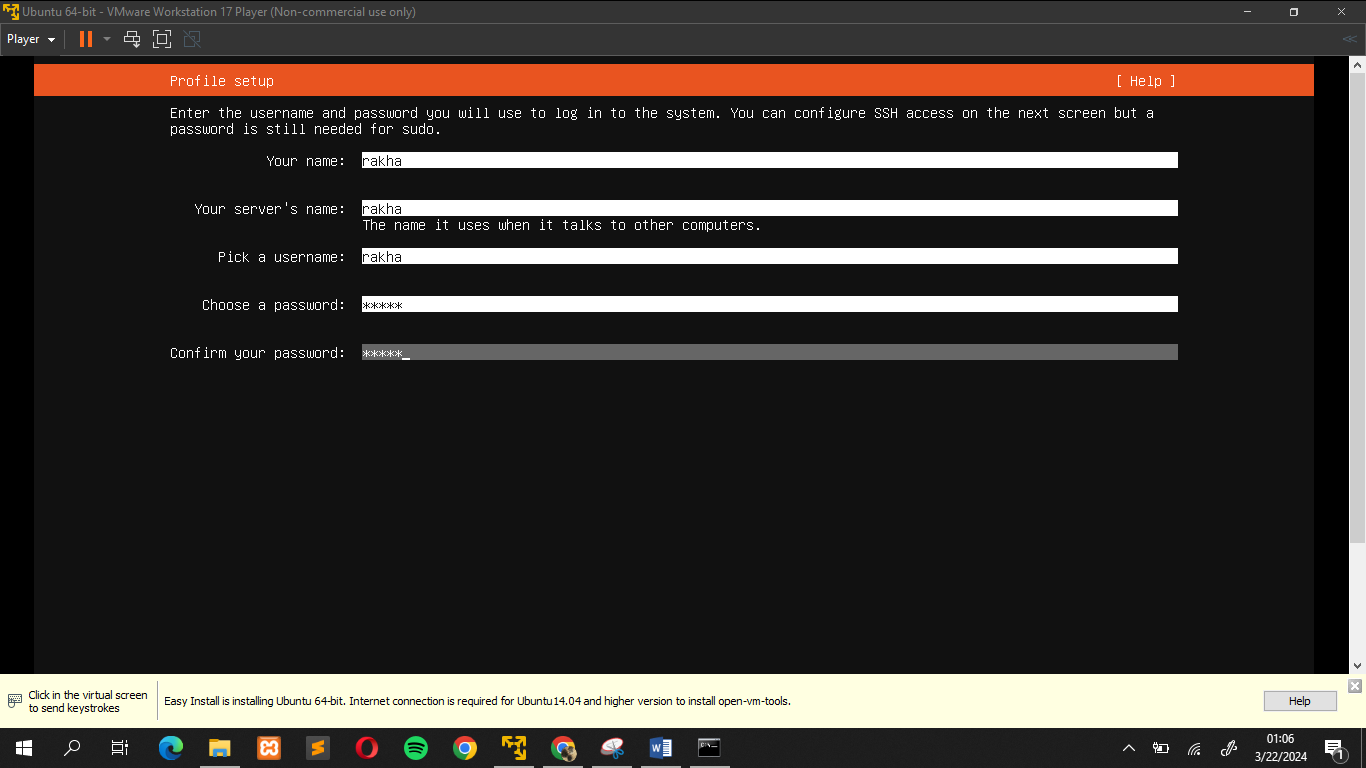 Ubuntu 64-bit - VMware Workstation 17 Player (Non-commercial use only)
Player
Profile setup [ Help ]
Enter the username and password you will use to log in to the system. You can configure SSH access on the next screen but a
password is still needed for sudo.
Your name: rakha
Your server's name: rakha
The name it uses when it talks to other computers.
Pick a username: rakha
Choose a password: *****
Confirm your password: *****_
Click in the virtual screen
to send keystrokes
Easy Install is installing Ubuntu 64-bit. Internet connection is required for Ubuntu14.04 and higher version to install open-vm-tools.
Help
01:06
3/22/2024
1